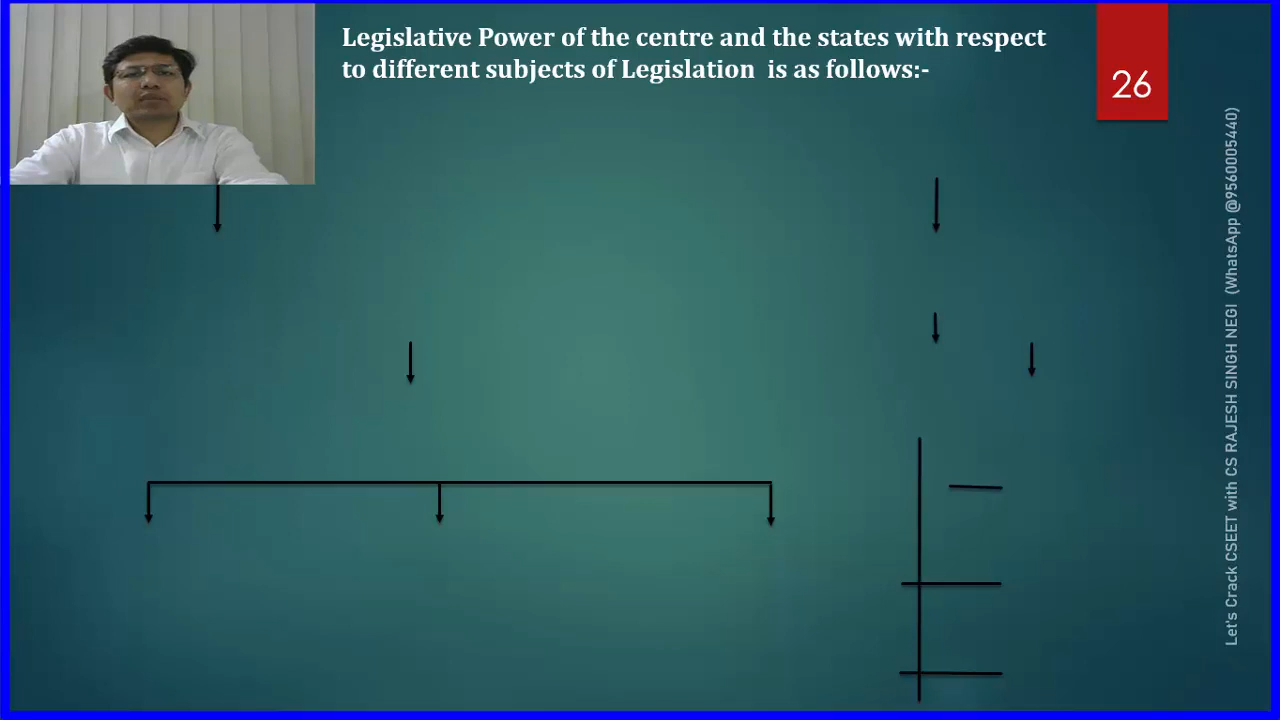 Legislative Power of the centre and the states with respect
to different subjects of Legislation  is as follows:-
26
Let's Crack CSEET with CS RAJESH SINGH NEGI  (WhatsApp @9560005440)